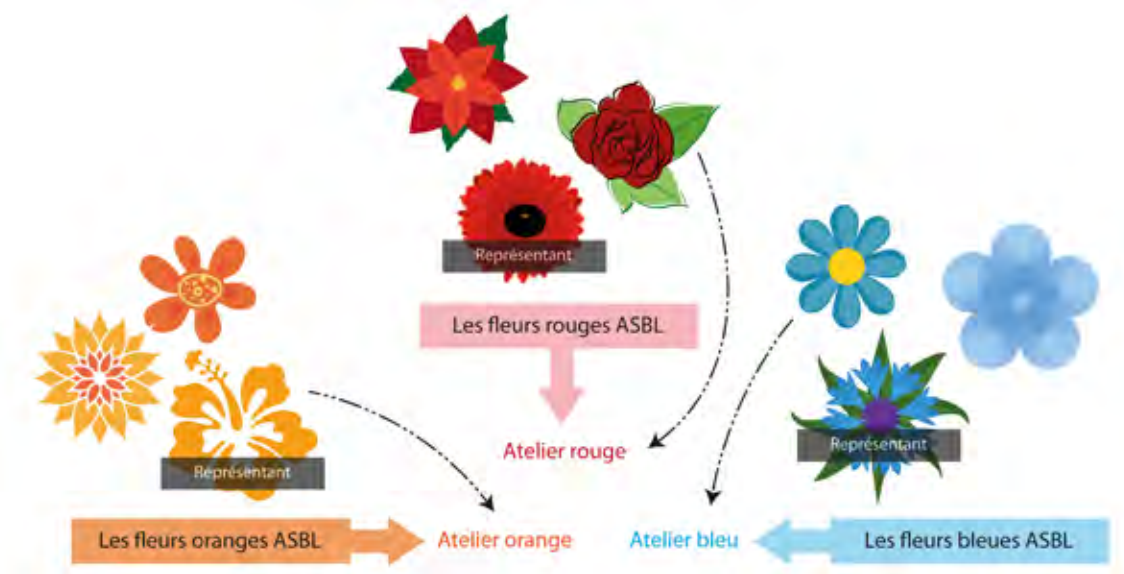 Représentant
Les fleurs rouges ASBL
Atelier rouge
Représentant
Les fleurs oranges ASBL
Atelier orange
Représentant
Atelier bleu
Les fleurs bleues ASBL